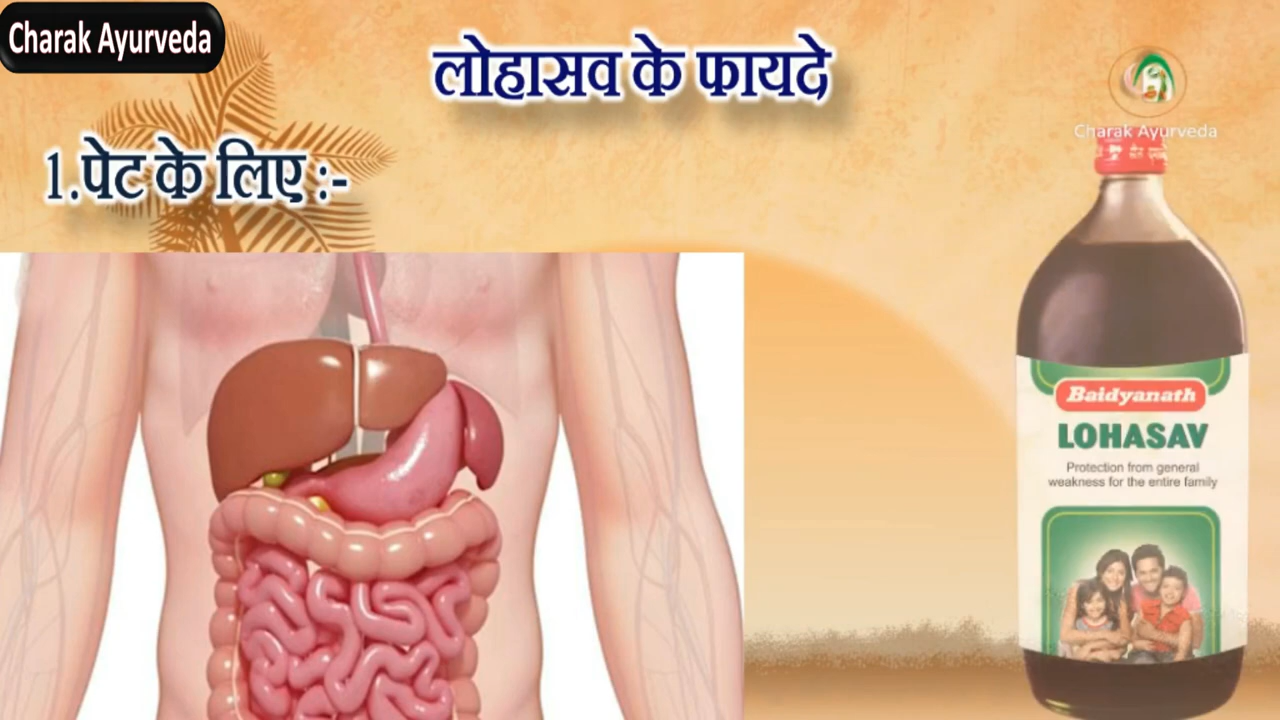 Charak Ayurveda
लोहासव के फायदे
Charak Ayurveda
1.पेट के लिए :-
Baidyanath
LOHASAV
Protection from general
weakness for the entire family